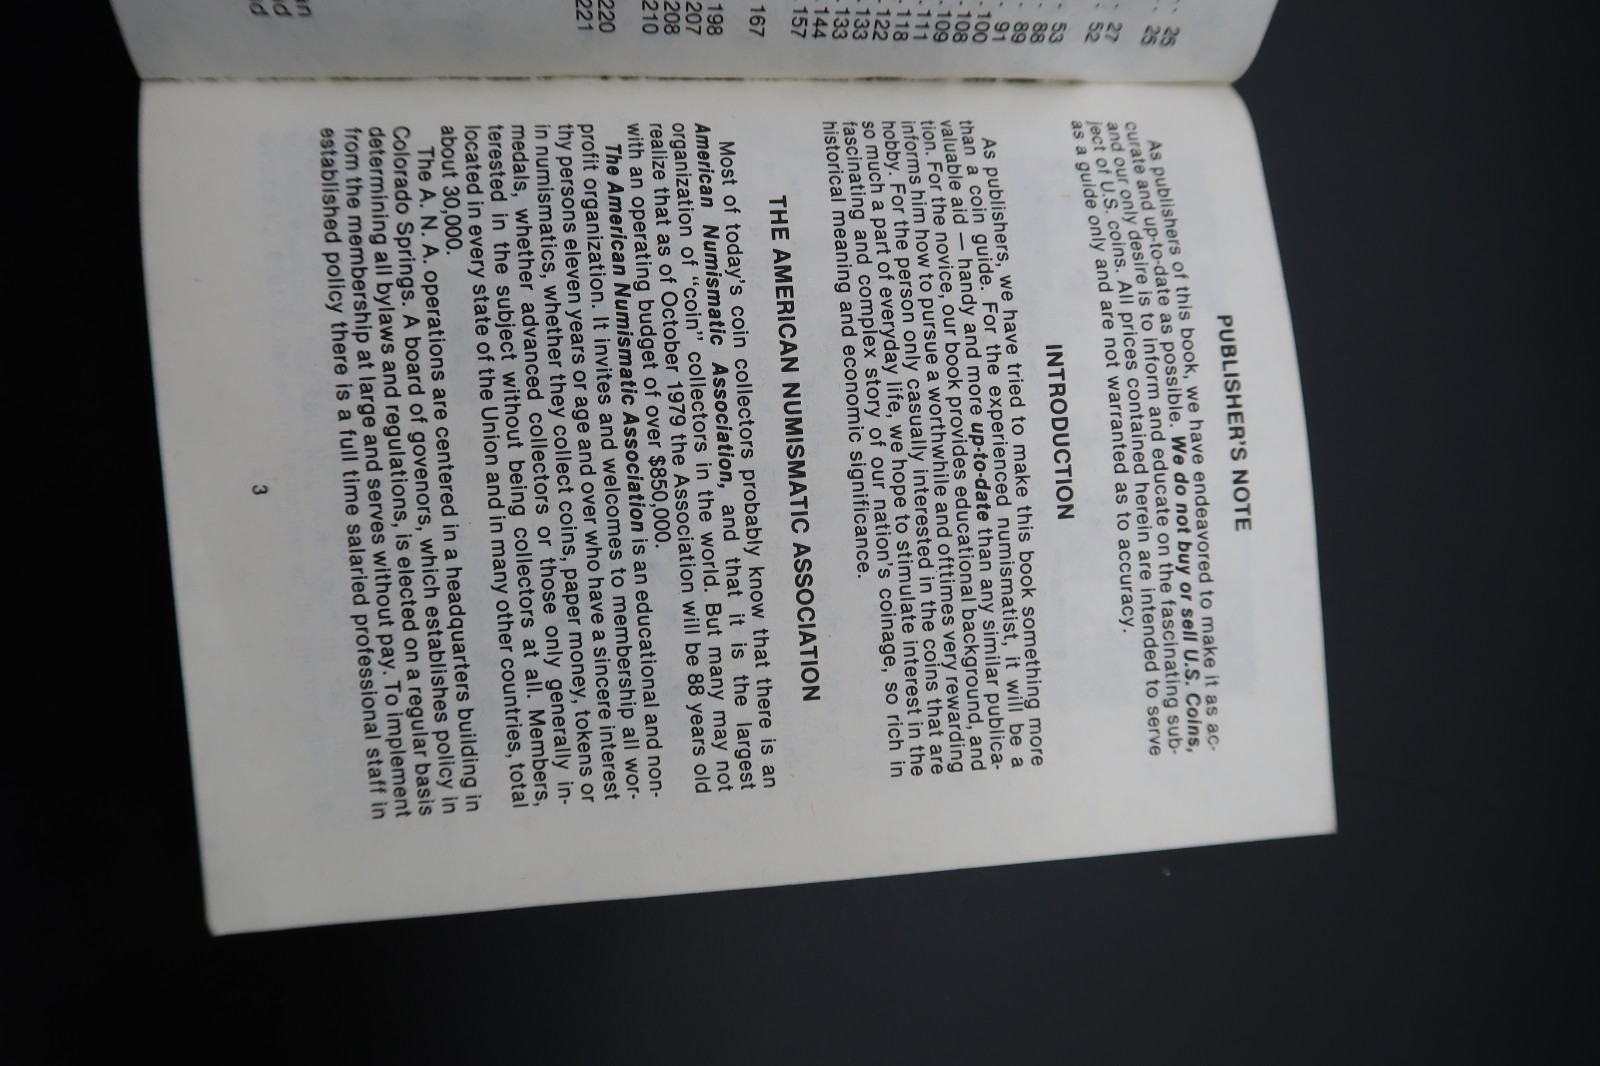 25
25
27
52
53
88
89
91
100
108
109
111
118
122
133
133
144
157
167
198
207
208
210
220
221
PUBLISHER'S NOTE
As publishers of this book, we have endeavored to make it as ac-
curate and up-to-date as possible. We do not buy or sell U.S. Coins,
and our only desire is to inform and educate on the fascinating sub-
ject of U.S. coins. All prices contained herein are intended to serve
as a guide only and are not warranted as to accuracy.
INTRODUCTION
As publishers, we have tried to make this book something more
than a coin guide. For the experienced numismatist, it will be a
valuable aid — handy and more up-to-date than any similar publica-
tion. For the novice, our book provides educational background, and
informs him how to pursue a worthwhile and ofttimes very rewarding
hobby. For the person only casually interested in the coins that are
so much a part of everyday life, we hope to stimulate interest in the
fascinating and complex story of our nation's coinage, so rich in
historical meaning and economic significance.
THE AMERICAN NUMISMATIC ASSOCIATION
Most of today's coin collectors probably know that there is an
American Numismatic Association, and that it is the largest
organization of "coin" collectors in the world. But many may not
realize that as of October 1979 the Association will be 88 years old
with an operating budget of over $850,000.
The American Numismatic Association is an educational and non-
profit organization. It invites and welcomes to membership all wor-
thy persons eleven years or age and over who have a sincere interest
in numismatics, whether they collect coins, paper money, tokens or
medals, whether advanced collectors or those only generally in-
terested in the subject without being collectors at all. Members,
located in every state of the Union and in many other countries, total
about 30,000.
The A. N. A. operations are centered in a headquarters building in
Colorado Springs. A board of govenors, which establishes policy in
determining all bylaws and regulations, is elected on a regular basis
from the membership at large and serves without pay. To implement
established policy there is a full time salaried professional staff in
3